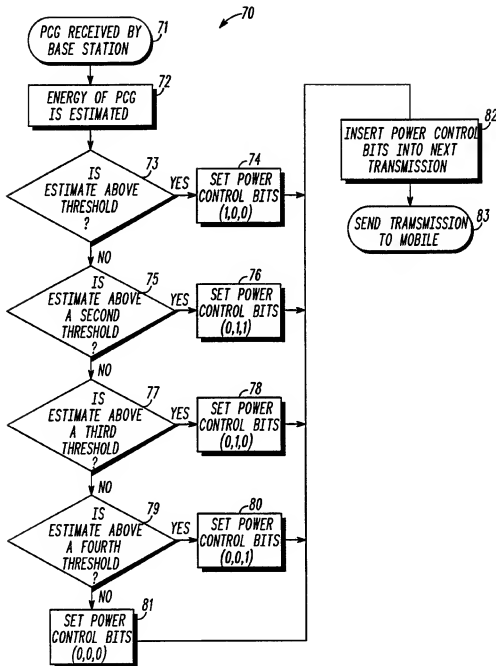 70
PCG RECEIVED BY
BASE STATION
71
72
ENERGY OF PCG
IS ESTIMATED
73
IS
ESTIMATE ABOVE
THRESHOLD
?
YES
74
SET POWER
CONTROL BITS
(1,0,0)
NO
75
IS
ESTIMATE ABOVE
A SECOND
THRESHOLD
?
YES
76
SET POWER
CONTROL BITS
(0,1,1)
NO
77
IS
ESTIMATE ABOVE
A THIRD
THRESHOLD
?
YES
78
SET POWER
CONTROL BITS
(0,1,0)
NO
79
IS
ESTIMATE ABOVE
A FOURTH
THRESHOLD
?
YES
80
SET POWER
CONTROL BITS
(0,0,1)
NO
81
SET POWER
CONTROL BITS
(0,0,0)
82
INSERT POWER CONTROL
BITS INTO NEXT
TRANSMISSION
83
SEND TRAMSMISSION
TO MOBILE